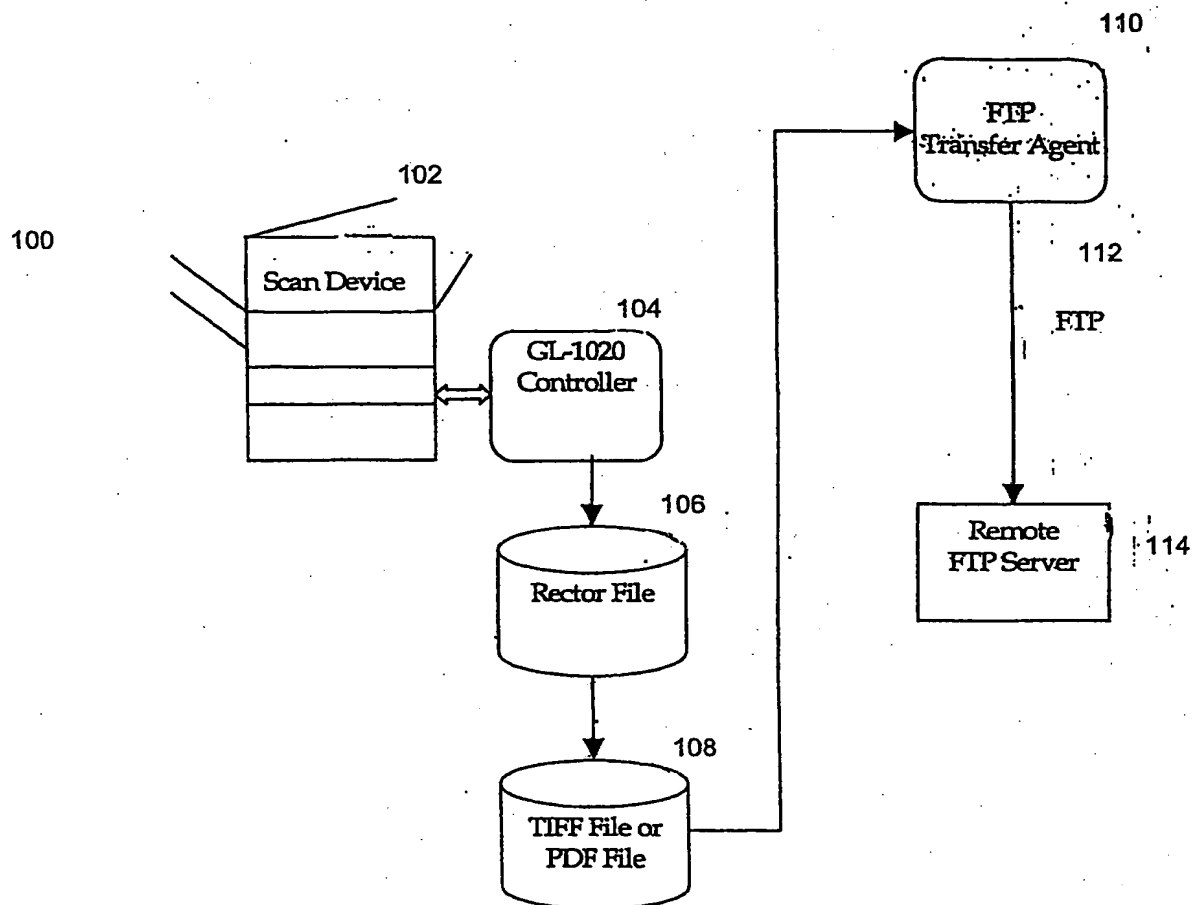 110
FTP
Transfer Agent
102
100
Scan Device
112
104
FTP
GL-1020
Controller
106
Remote
FTP Server
114
Rector File
108
TIFF File or
PDF File